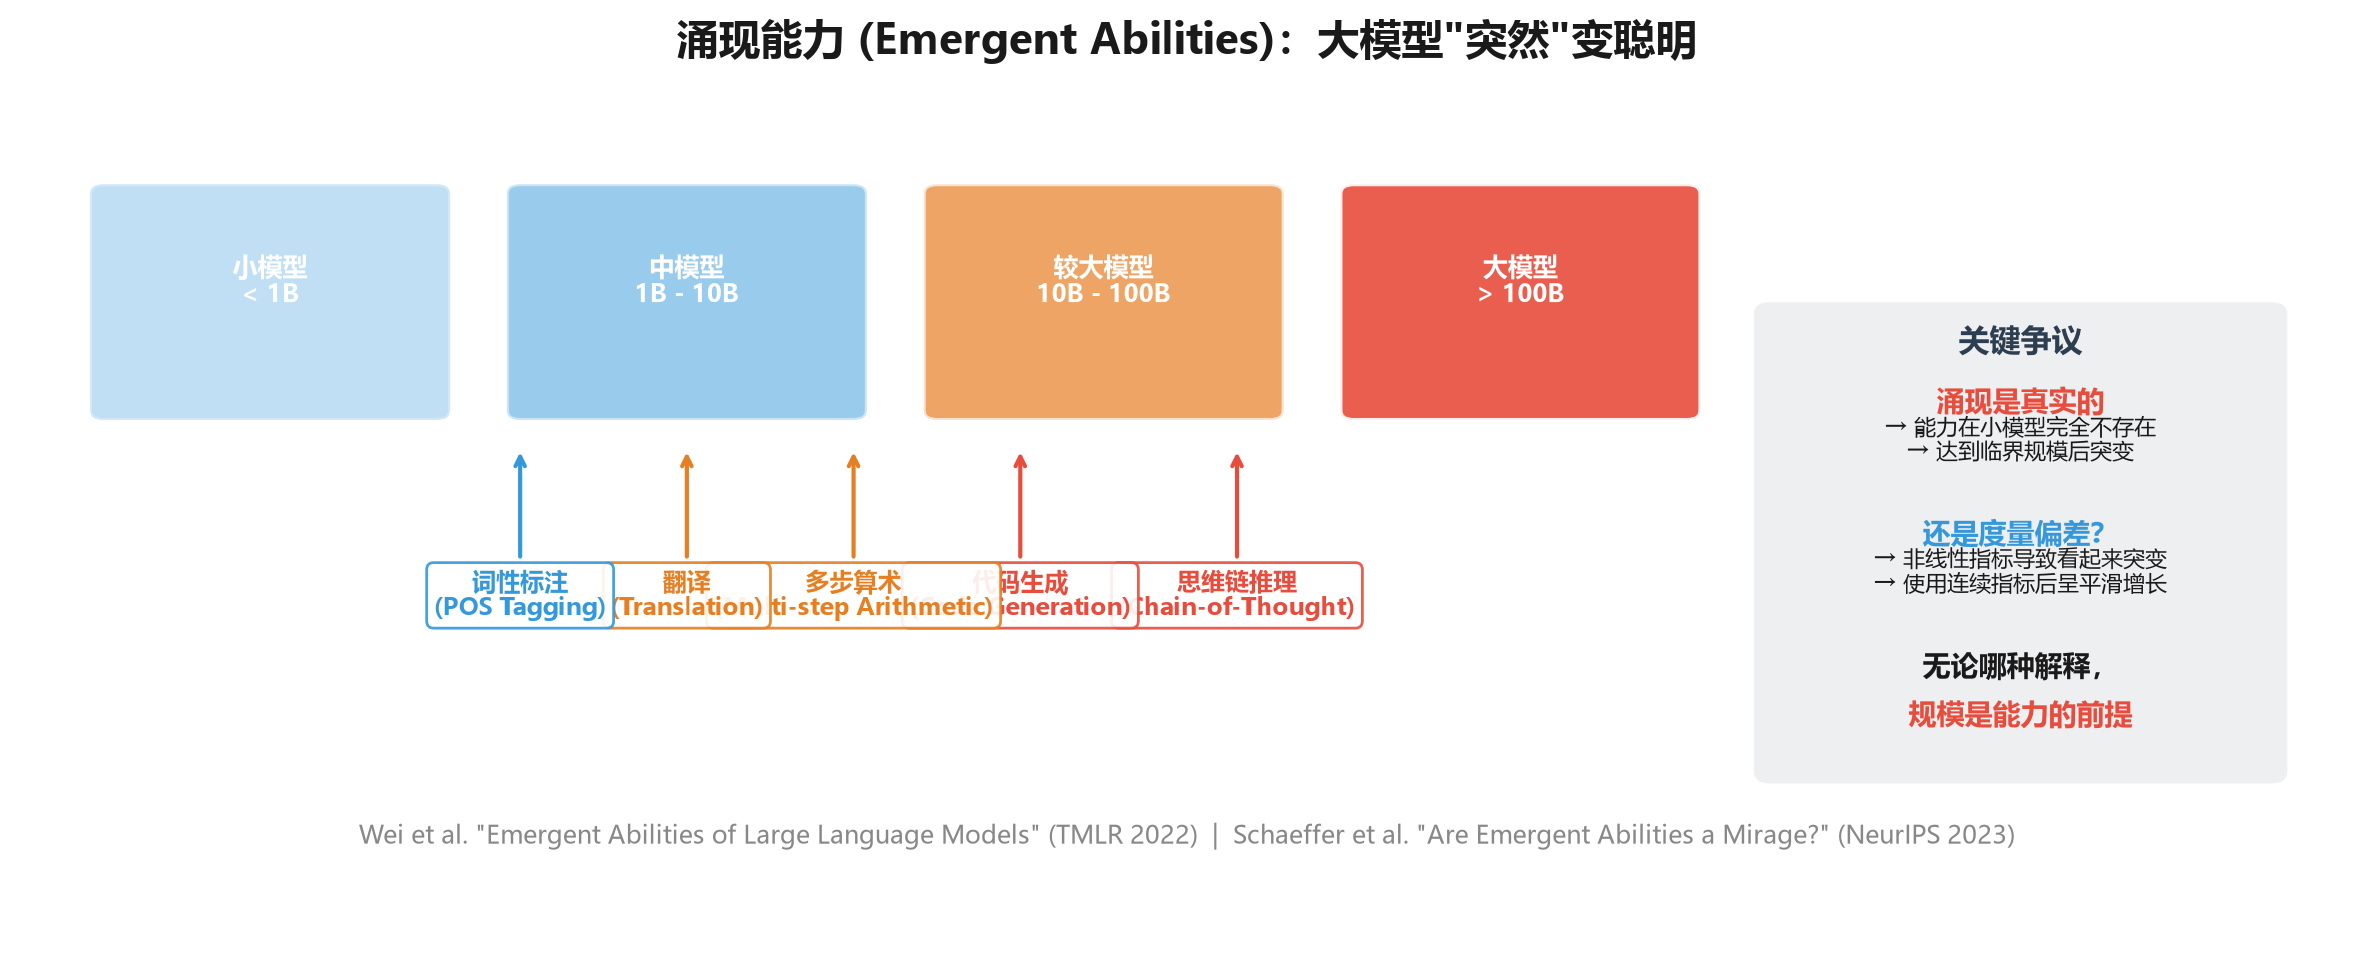 涌现能力 (Emergent Abilities)：大模型"突然"变聪明
小模型
< 1B
中模型
1B - 10B
较大模型
10B - 100B
大模型
> 100B
词性标注
(POS Tagging)
翻译
(Translation)
多步算术
ti-step Arithmetic)
代码生成
Generation)
思维链推理
Chain-of-Thought)
关键争议
涌现是真实的
→ 能力在小模型完全不存在
→ 达到临界规模后突变
还是度量偏差?
→ 非线性指标导致看起来突变
→ 使用连续指标后呈平滑增长
无论哪种解释，
规模是能力的前提
Wei et al. "Emergent Abilities of Large Language Models" (TMLR 2022) | Schaeffer et al. "Are Emergent Abilities a Mirage?" (NeurIPS 2023)